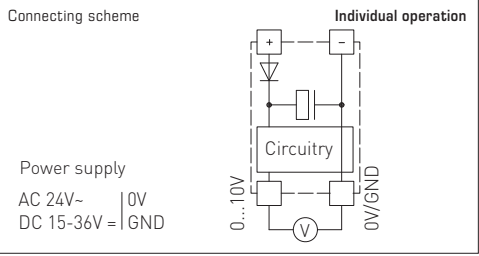 Connecting scheme
Individual operation
+ −
Circuitry
Power supply
AC 24V~ 0V
DC 15-36V= GND
0...10V
0V/GND
V